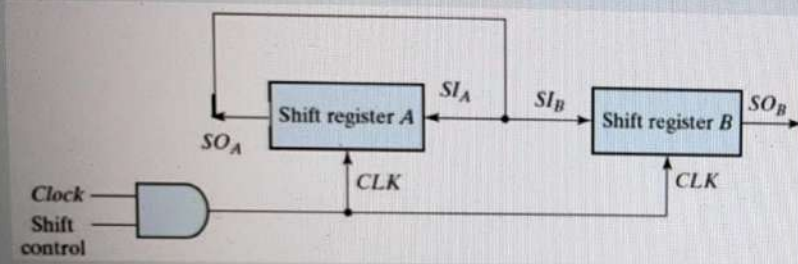 SI_A
SI_B
SO_B
Shift register A
Shift register B
SO_A
CLK
CLK
Clock
Shift
control